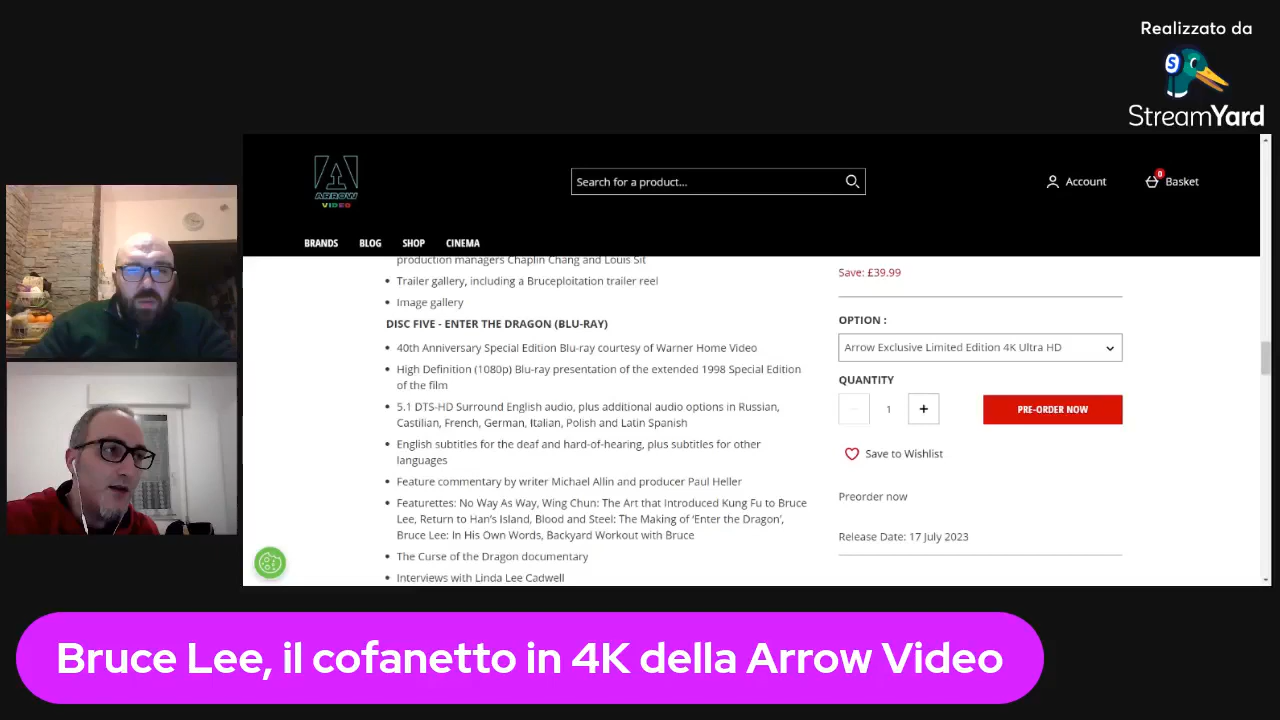 Realizzato da
S
StreamYard
A
ARROW
VIDEO
Search for a product...
Account
0
Basket
BRANDS
BLOG
SHOP
CINEMA
production managers Chaplin Chang and Louis Sit
Trailer gallery, including a Bruceploitation trailer reel
Image gallery
DISC FIVE - ENTER THE DRAGON (BLU-RAY)
40th Anniversary Special Edition Blu-ray courtesy of Warner Home Video
High Definition (1080p) Blu-ray presentation of the extended 1998 Special Edition
of the film
5.1 DTS-HD Surround English audio, plus additional audio options in Russian,
Castilian, French, German, Italian, Polish and Latin Spanish
English subtitles for the deaf and hard-of-hearing, plus subtitles for other
languages
Feature commentary by writer Michael Allin and producer Paul Heller
Featurettes: No Way As Way, Wing Chun: The Art that Introduced Kung Fu to Bruce
Lee, Return to Han's Island, Blood and Steel: The Making of ‘Enter the Dragon’,
Bruce Lee: In His Own Words, Backyard Workout with Bruce
The Curse of the Dragon documentary
Interviews with Linda Lee Cadwell
Save: £39.99
OPTION :
Arrow Exclusive Limited Edition 4K Ultra HD
QUANTITY
1
+
PRE-ORDER NOW
Save to Wishlist
Preorder now
Release Date: 17 July 2023
Bruce Lee, il cofanetto in 4K della Arrow Video